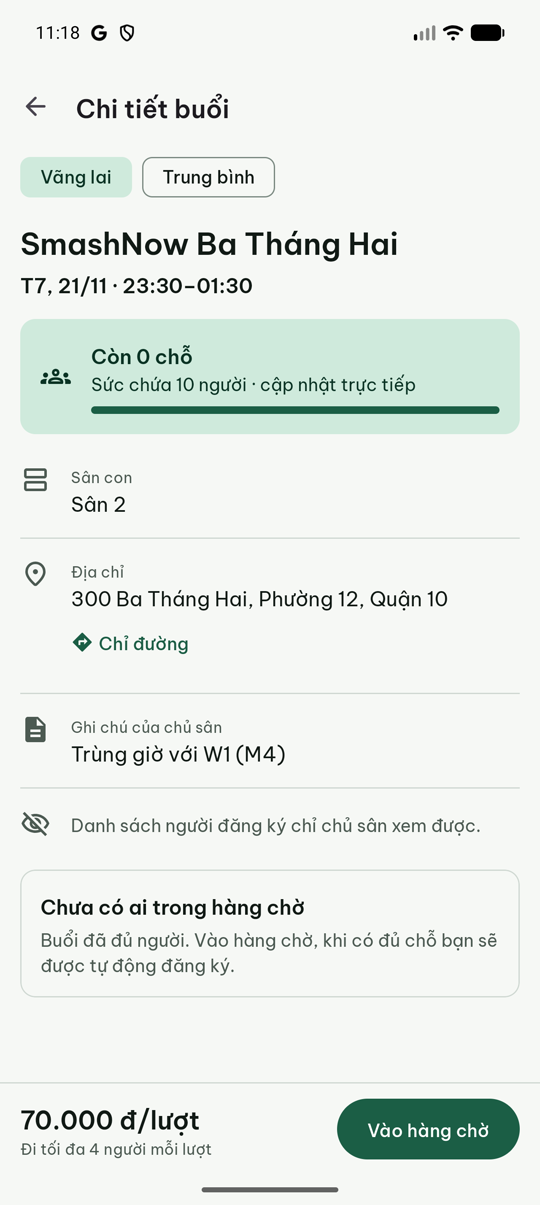 11:18
Chi tiết buổi
Vãng lai
Trung bình
SmashNow Ba Tháng Hai
T7, 21/11 · 23:30–01:30
Còn 0 chỗ
Sức chứa 10 người · cập nhật trực tiếp
Sân con
Sân 2
Địa chỉ
300 Ba Tháng Hai, Phường 12, Quận 10
Chỉ đường
Ghi chú của chủ sân
Trùng giờ với W1 (M4)
Danh sách người đăng ký chỉ chủ sân xem được.
Chưa có ai trong hàng chờ
Buổi đã đủ người. Vào hàng chờ, khi có đủ chỗ bạn sẽ
được tự động đăng ký.
70.000 đ/lượt
Đi tối đa 4 người mỗi lượt
Vào hàng chờ